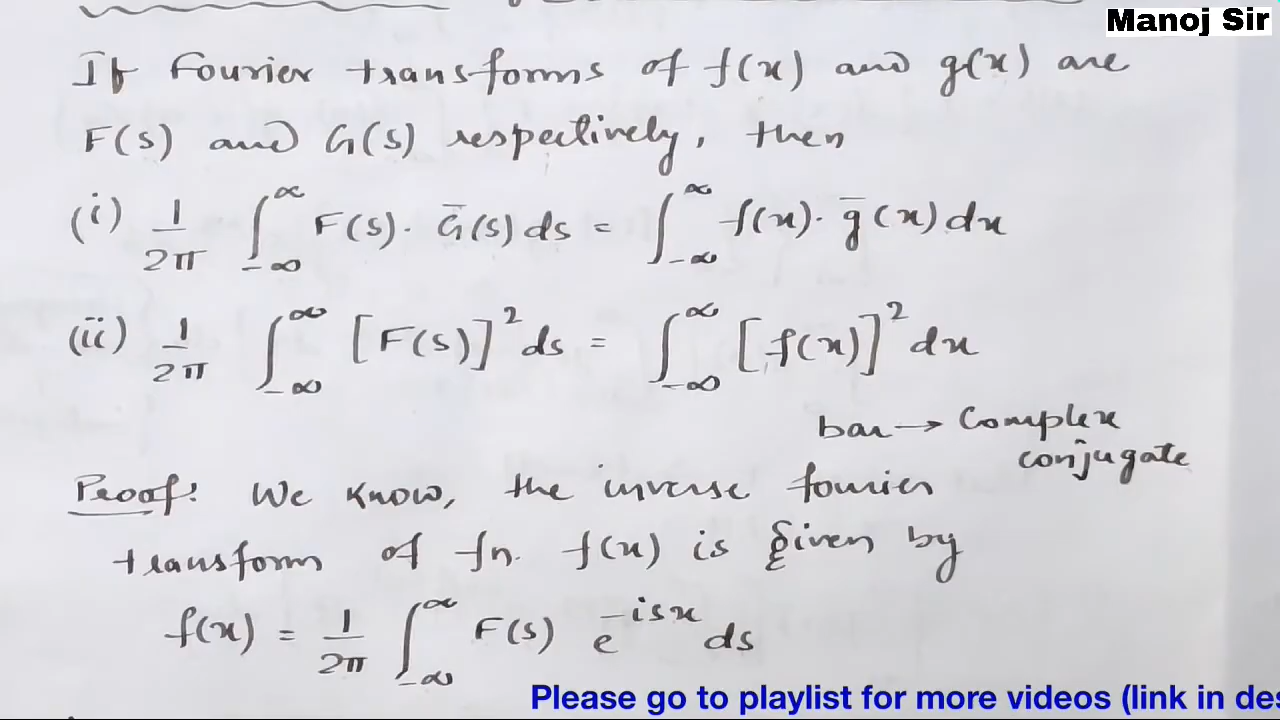 Manoj Sir
If Fourier transforms of f(x) and g(x) are
F(s) and G(s) respectively, then
(i) 1/2π ∫_{-∞}^{∞} F(s). G̅(s) ds = ∫_{-∞}^{∞} f(x). g̅(x) dx
(ii) 1/2π ∫_{-∞}^{∞} [F(s)]² ds = ∫_{-∞}^{∞} [f(x)]² dx
bar → Complex
conjugate
Proof: We know, the inverse fourier
transform of fn. f(x) is given by
f(x) = 1/2π ∫_{-∞}^{∞} F(s) e^{-isx} ds
Please go to playlist for more videos (link in des